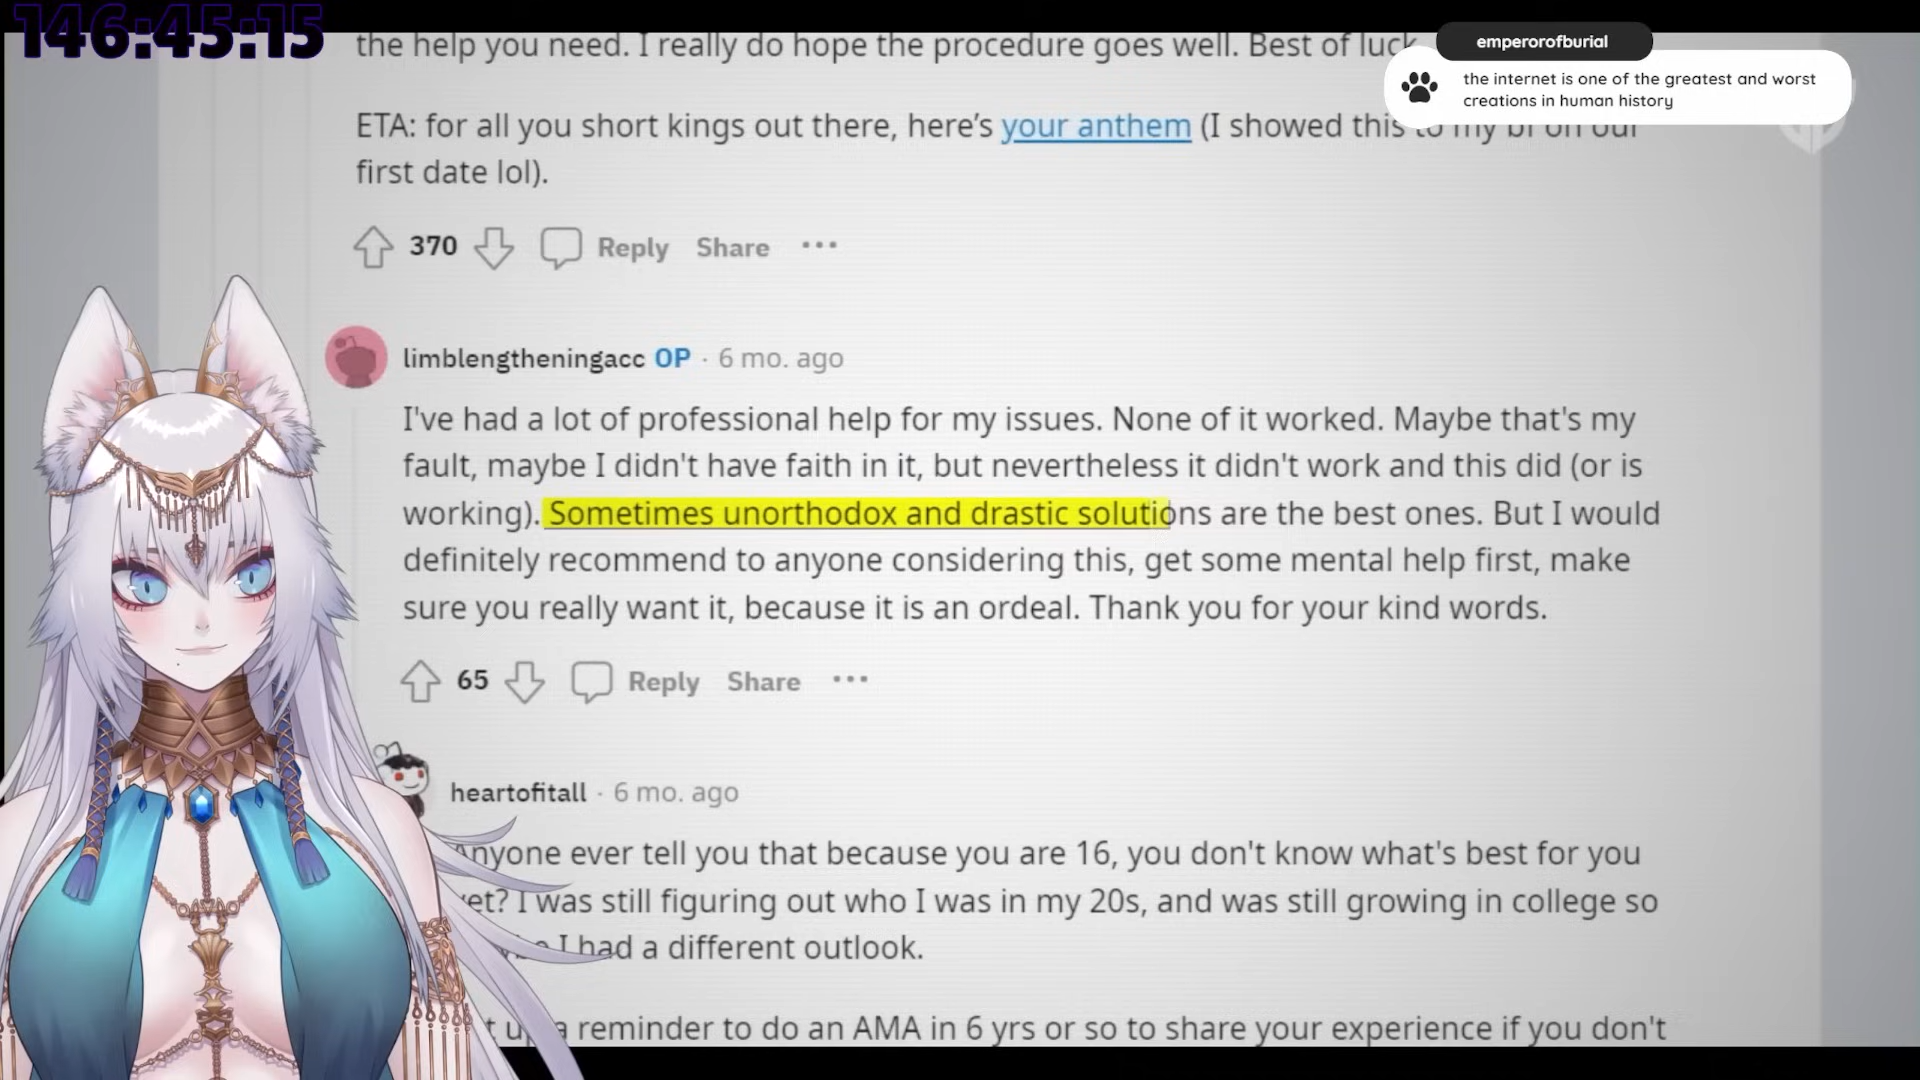 146:45:15
emperorofburial
the internet is one of the greatest and worst
creations in human history
the help you need. I really do hope the procedure goes well. Best of luck
ETA: for all you short kings out there, here's your anthem (I showed this to my bf on our
first date lol).
370 Reply Share ...
limblengtheningacc OP · 6 mo. ago
I've had a lot of professional help for my issues. None of it worked. Maybe that's my
fault, maybe I didn't have faith in it, but nevertheless it didn't work and this did (or is
working). Sometimes unorthodox and drastic solutions are the best ones. But I would
definitely recommend to anyone considering this, get some mental help first, make
sure you really want it, because it is an ordeal. Thank you for your kind words.
65 Reply Share ...
heartofitall · 6 mo. ago
Anyone ever tell you that because you are 16, you don't know what's best for you
yet? I was still figuring out who I was in my 20s, and was still growing in college so
I had a different outlook.
up a reminder to do an AMA in 6 yrs or so to share your experience if you don't